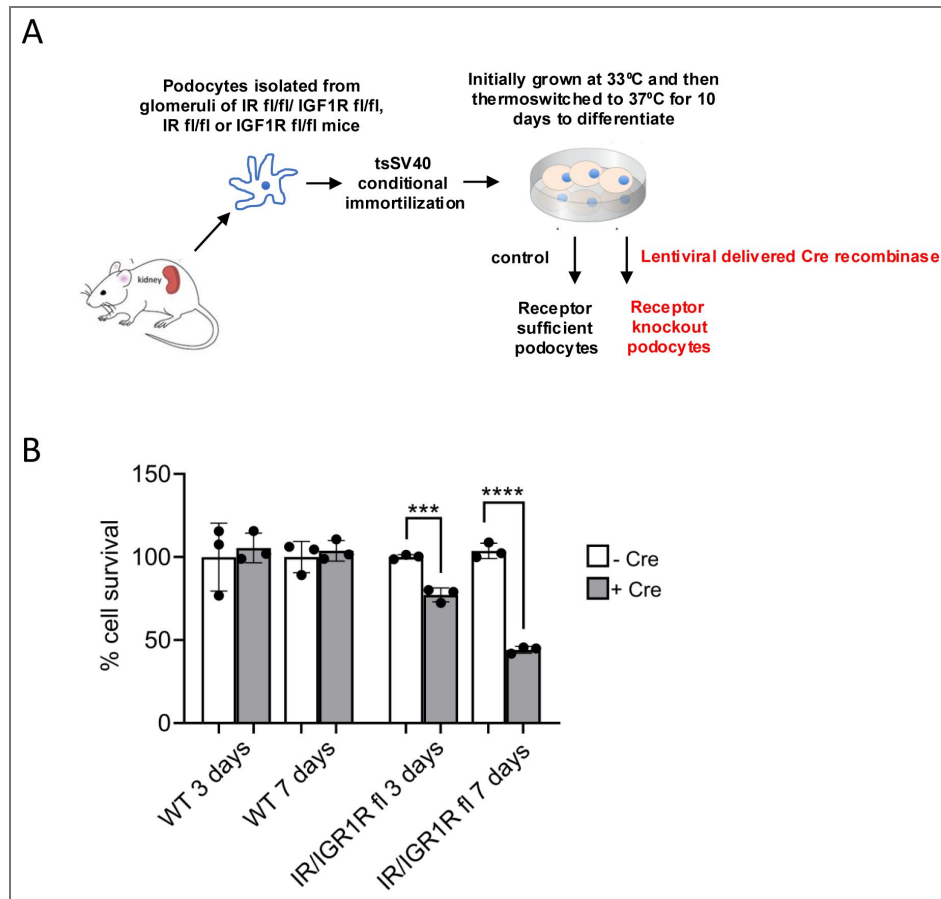 A
Podocytes isolated from
glomeruli of IR fl/fl/ IGF1R fl/fl,
IR fl/fl or IGF1R fl/fl mice
Initially grown at 33ºC and then
thermoswitched to 37ºC for 10
days to differentiate
tsSV40
conditional
immortilization
kidney
control
Lentiviral delivered Cre recombinase
Receptor
sufficient
podocytes
Receptor
knockout
podocytes
B
% cell survival
150
100
50
0
***
****
- Cre
+ Cre
WT 3 days
WT 7 days
IR/IGR1R fl 3 days
IR/IGR1R fl 7 days